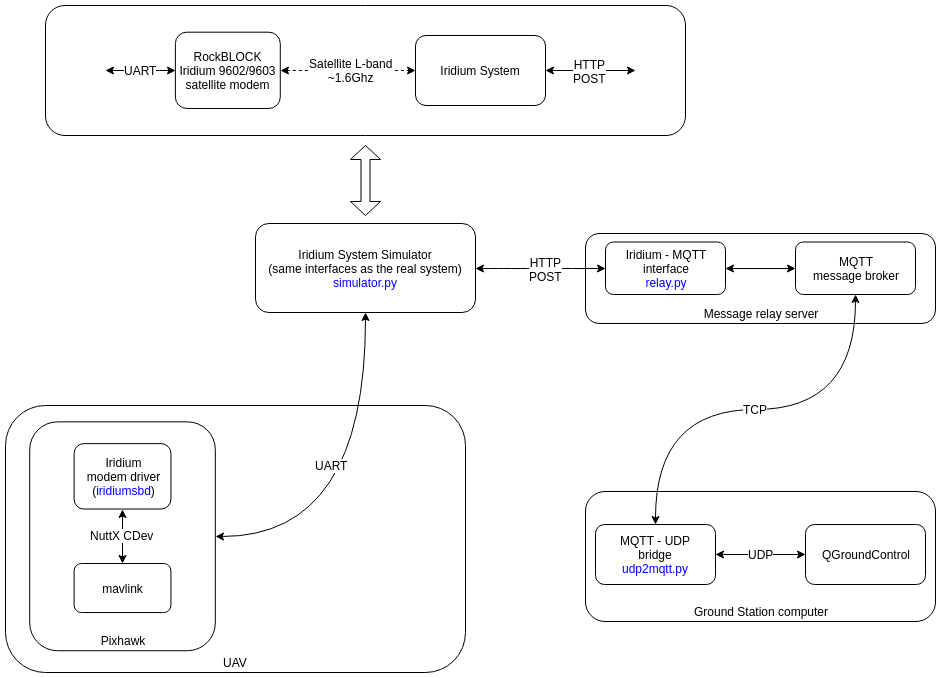 RockBLOCK
Iridium 9602/9603
satellite modem
UART
Satellite L-band
~1.6Ghz
Iridium System
HTTP
POST
Iridium System Simulator
(same interfaces as the real system)
simulator.py
HTTP
POST
Iridium - MQTT
interface
relay.py
MQTT
message broker
Message relay server
TCP
UART
Iridium
modem driver
(iridiumsbd)
NuttX CDev
mavlink
Pixhawk
UAV
MQTT - UDP
bridge
udp2mqtt.py
UDP
QGroundControl
Ground Station computer